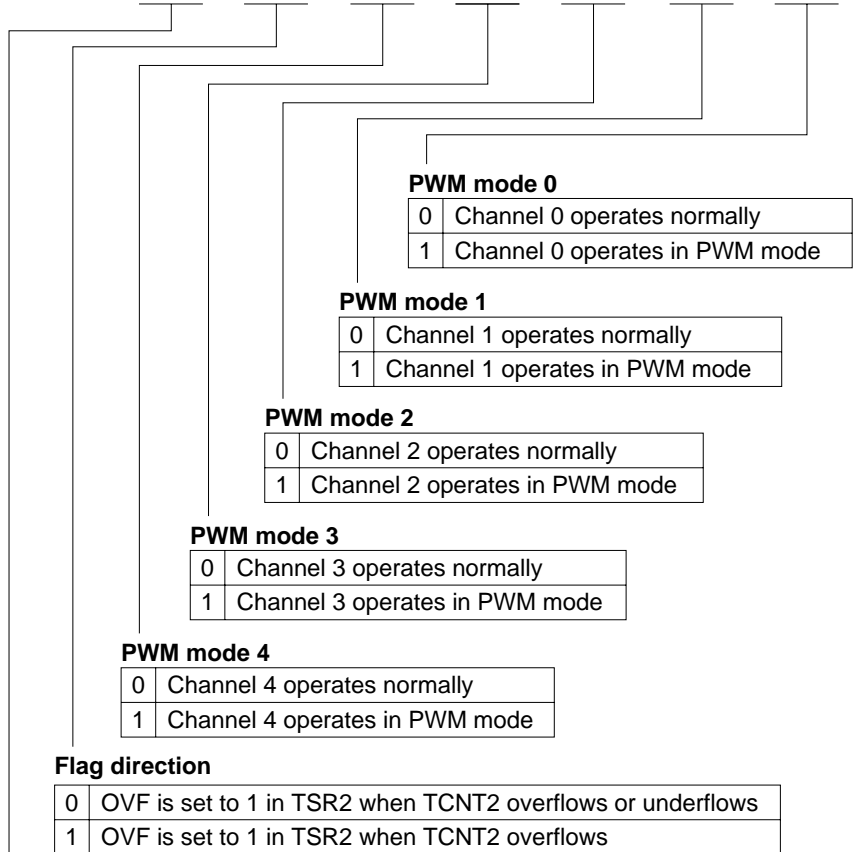 PWM mode 0
0 Channel 0 operates normally
1 Channel 0 operates in PWM mode
PWM mode 1
0 Channel 1 operates normally
1 Channel 1 operates in PWM mode
PWM mode 2
0 Channel 2 operates normally
1 Channel 2 operates in PWM mode
PWM mode 3
0 Channel 3 operates normally
1 Channel 3 operates in PWM mode
PWM mode 4
0 Channel 4 operates normally
1 Channel 4 operates in PWM mode
Flag direction
0 OVF is set to 1 in TSR2 when TCNT2 overflows or underflows
1 OVF is set to 1 in TSR2 when TCNT2 overflows